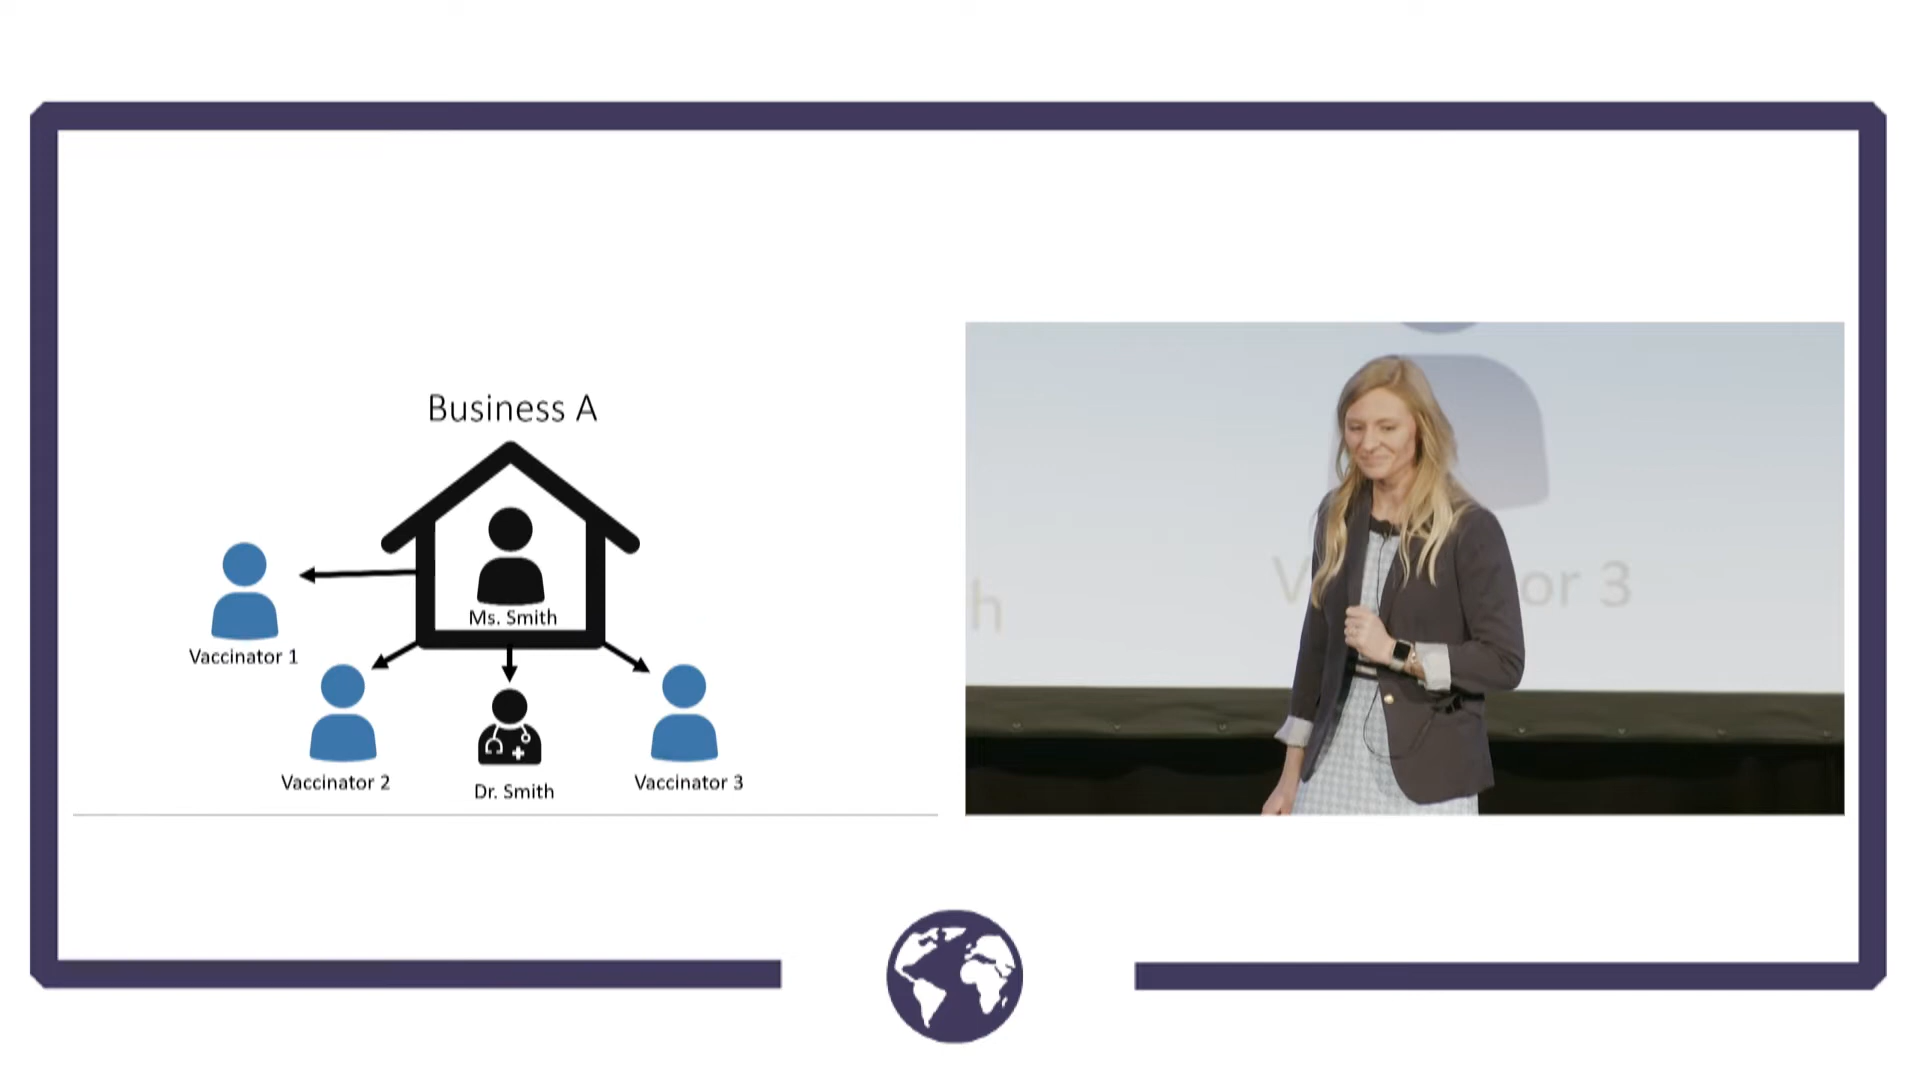 Business A
Ms. Smith
Vaccinator 1
Vaccinator 2
Dr. Smith
Vaccinator 3
h
V
or 3